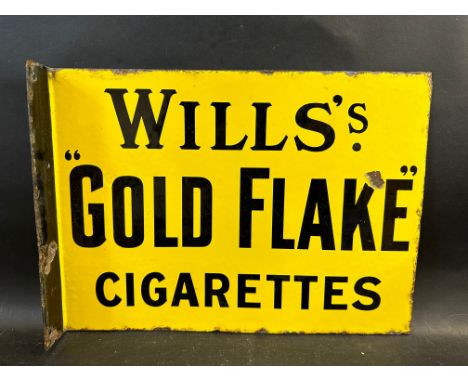 WILLS'S.
"GOLD FLAKE"
CIGARETTES